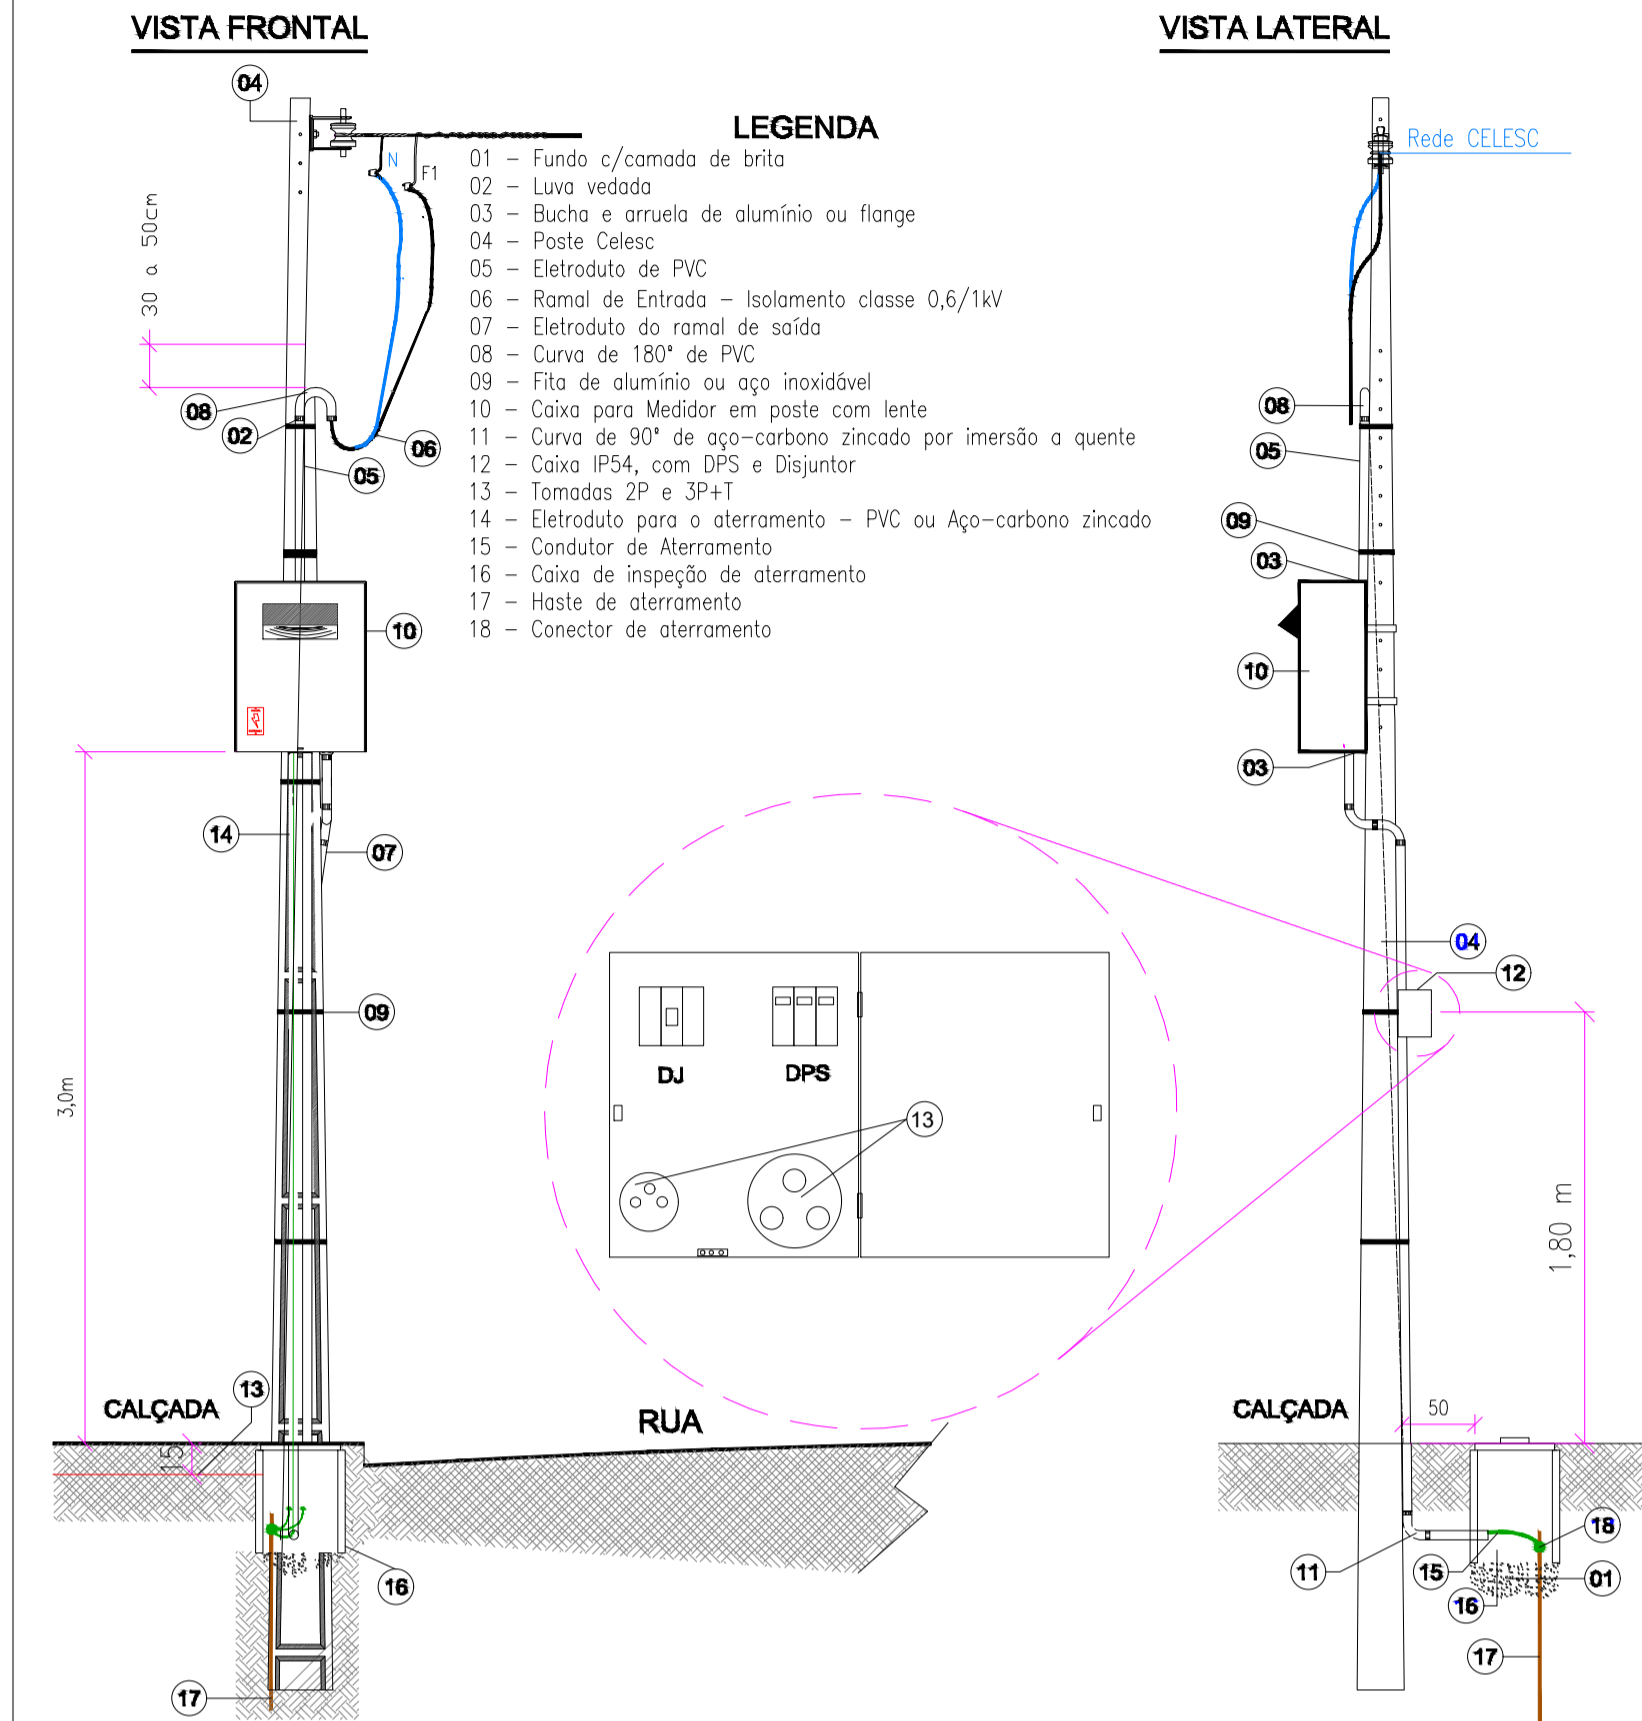 VISTA FRONTAL
VISTA LATERAL
04
LEGENDA
Rede CELESC
N
F1
01 – Fundo c/camada de brita
02 – Luva vedada
03 – Bucha e arruela de alumínio ou flange
04 – Poste Celesc
05 – Eletroduto de PVC
06 – Ramal de Entrada – Isolamento classe 0,6/1kV
07 – Eletroduto do ramal de saída
08 – Curva de 180° de PVC
09 – Fita de alumínio ou aço inoxidável
10 – Caixa para Medidor em poste com lente
11 – Curva de 90° de aço-carbono zincado por imersão a quente
12 – Caixa IP54, com DPS e Disjuntor
13 – Tomadas 2P e 3P+T
14 – Eletroduto para o aterramento – PVC ou Aço-carbono zincado
15 – Condutor de Aterramento
16 – Caixa de inspeção de aterramento
17 – Haste de aterramento
18 – Conector de aterramento
30 a 50cm
08
02
06
05
10
14
07
09
3,0m
CALÇADA
13
15
RUA
16
17
DJ
DPS
13
08
05
09
03
10
03
04
12
1,80 m
CALÇADA
50
18
11
15
01
16
17